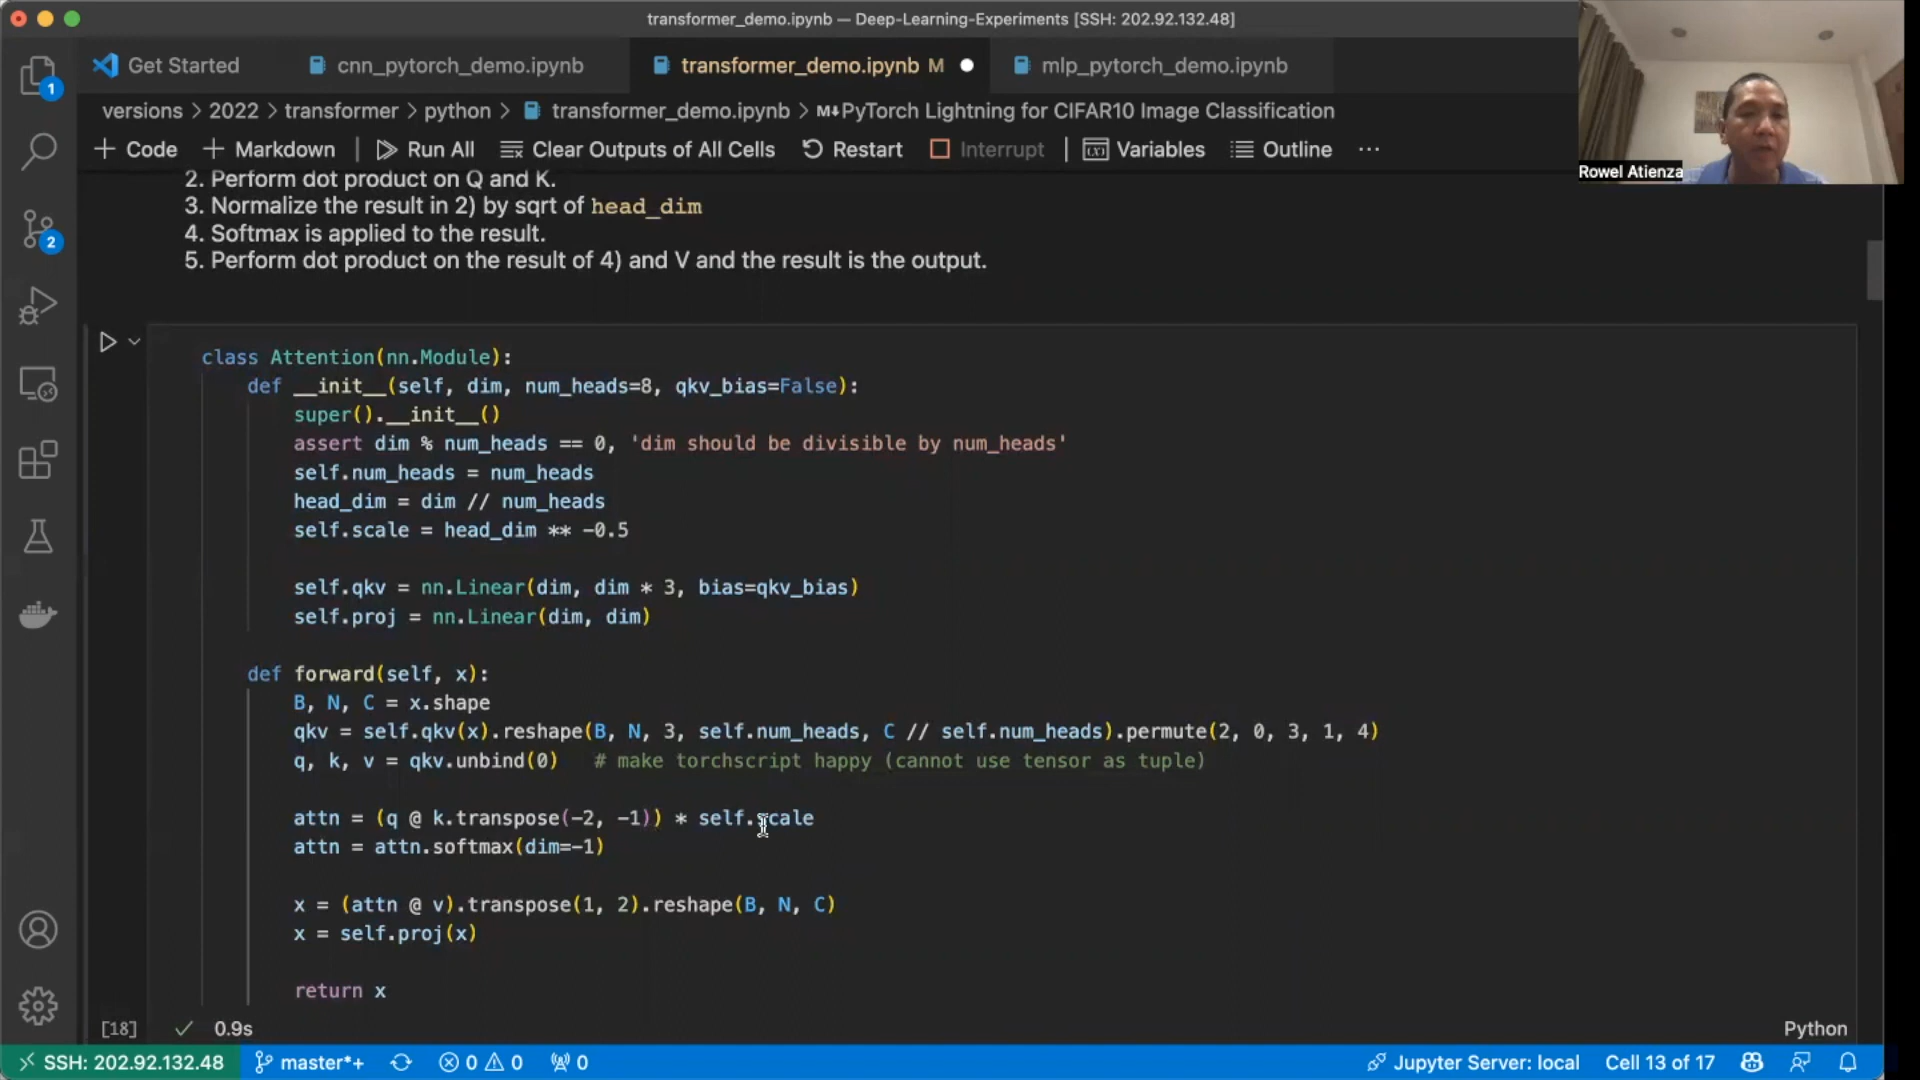 transformer_demo.ipynb — Deep-Learning-Experiments [SSH: 202.92.132.48]
Get Started
cnn_pytorch_demo.ipynb
transformer_demo.ipynb M
mlp_pytorch_demo.ipynb
versions > 2022 > transformer > python > transformer_demo.ipynb > M↓PyTorch Lightning for CIFAR10 Image Classification
+ Code + Markdown | Run All Clear Outputs of All Cells Restart Interrupt | Variables Outline ···
Rowel Atienza
2. Perform dot product on Q and K.
3. Normalize the result in 2) by sqrt of head_dim
4. Softmax is applied to the result.
5. Perform dot product on the result of 4) and V and the result is the output.
class Attention(nn.Module):
def __init__(self, dim, num_heads=8, qkv_bias=False):
super().__init__()
assert dim % num_heads == 0, 'dim should be divisible by num_heads'
self.num_heads = num_heads
head_dim = dim // num_heads
self.scale = head_dim ** -0.5
self.qkv = nn.Linear(dim, dim * 3, bias=qkv_bias)
self.proj = nn.Linear(dim, dim)
def forward(self, x):
B, N, C = x.shape
qkv = self.qkv(x).reshape(B, N, 3, self.num_heads, C // self.num_heads).permute(2, 0, 3, 1, 4)
q, k, v = qkv.unbind(0) # make torchscript happy (cannot use tensor as tuple)
attn = (q @ k.transpose(-2, -1)) * self.scale
attn = attn.softmax(dim=-1)
x = (attn @ v).transpose(1, 2).reshape(B, N, C)
x = self.proj(x)
return x
[18] ✓ 0.9s
Python
1
2
SSH: 202.92.132.48 master*+ 0 0 0
Jupyter Server: local Cell 13 of 17